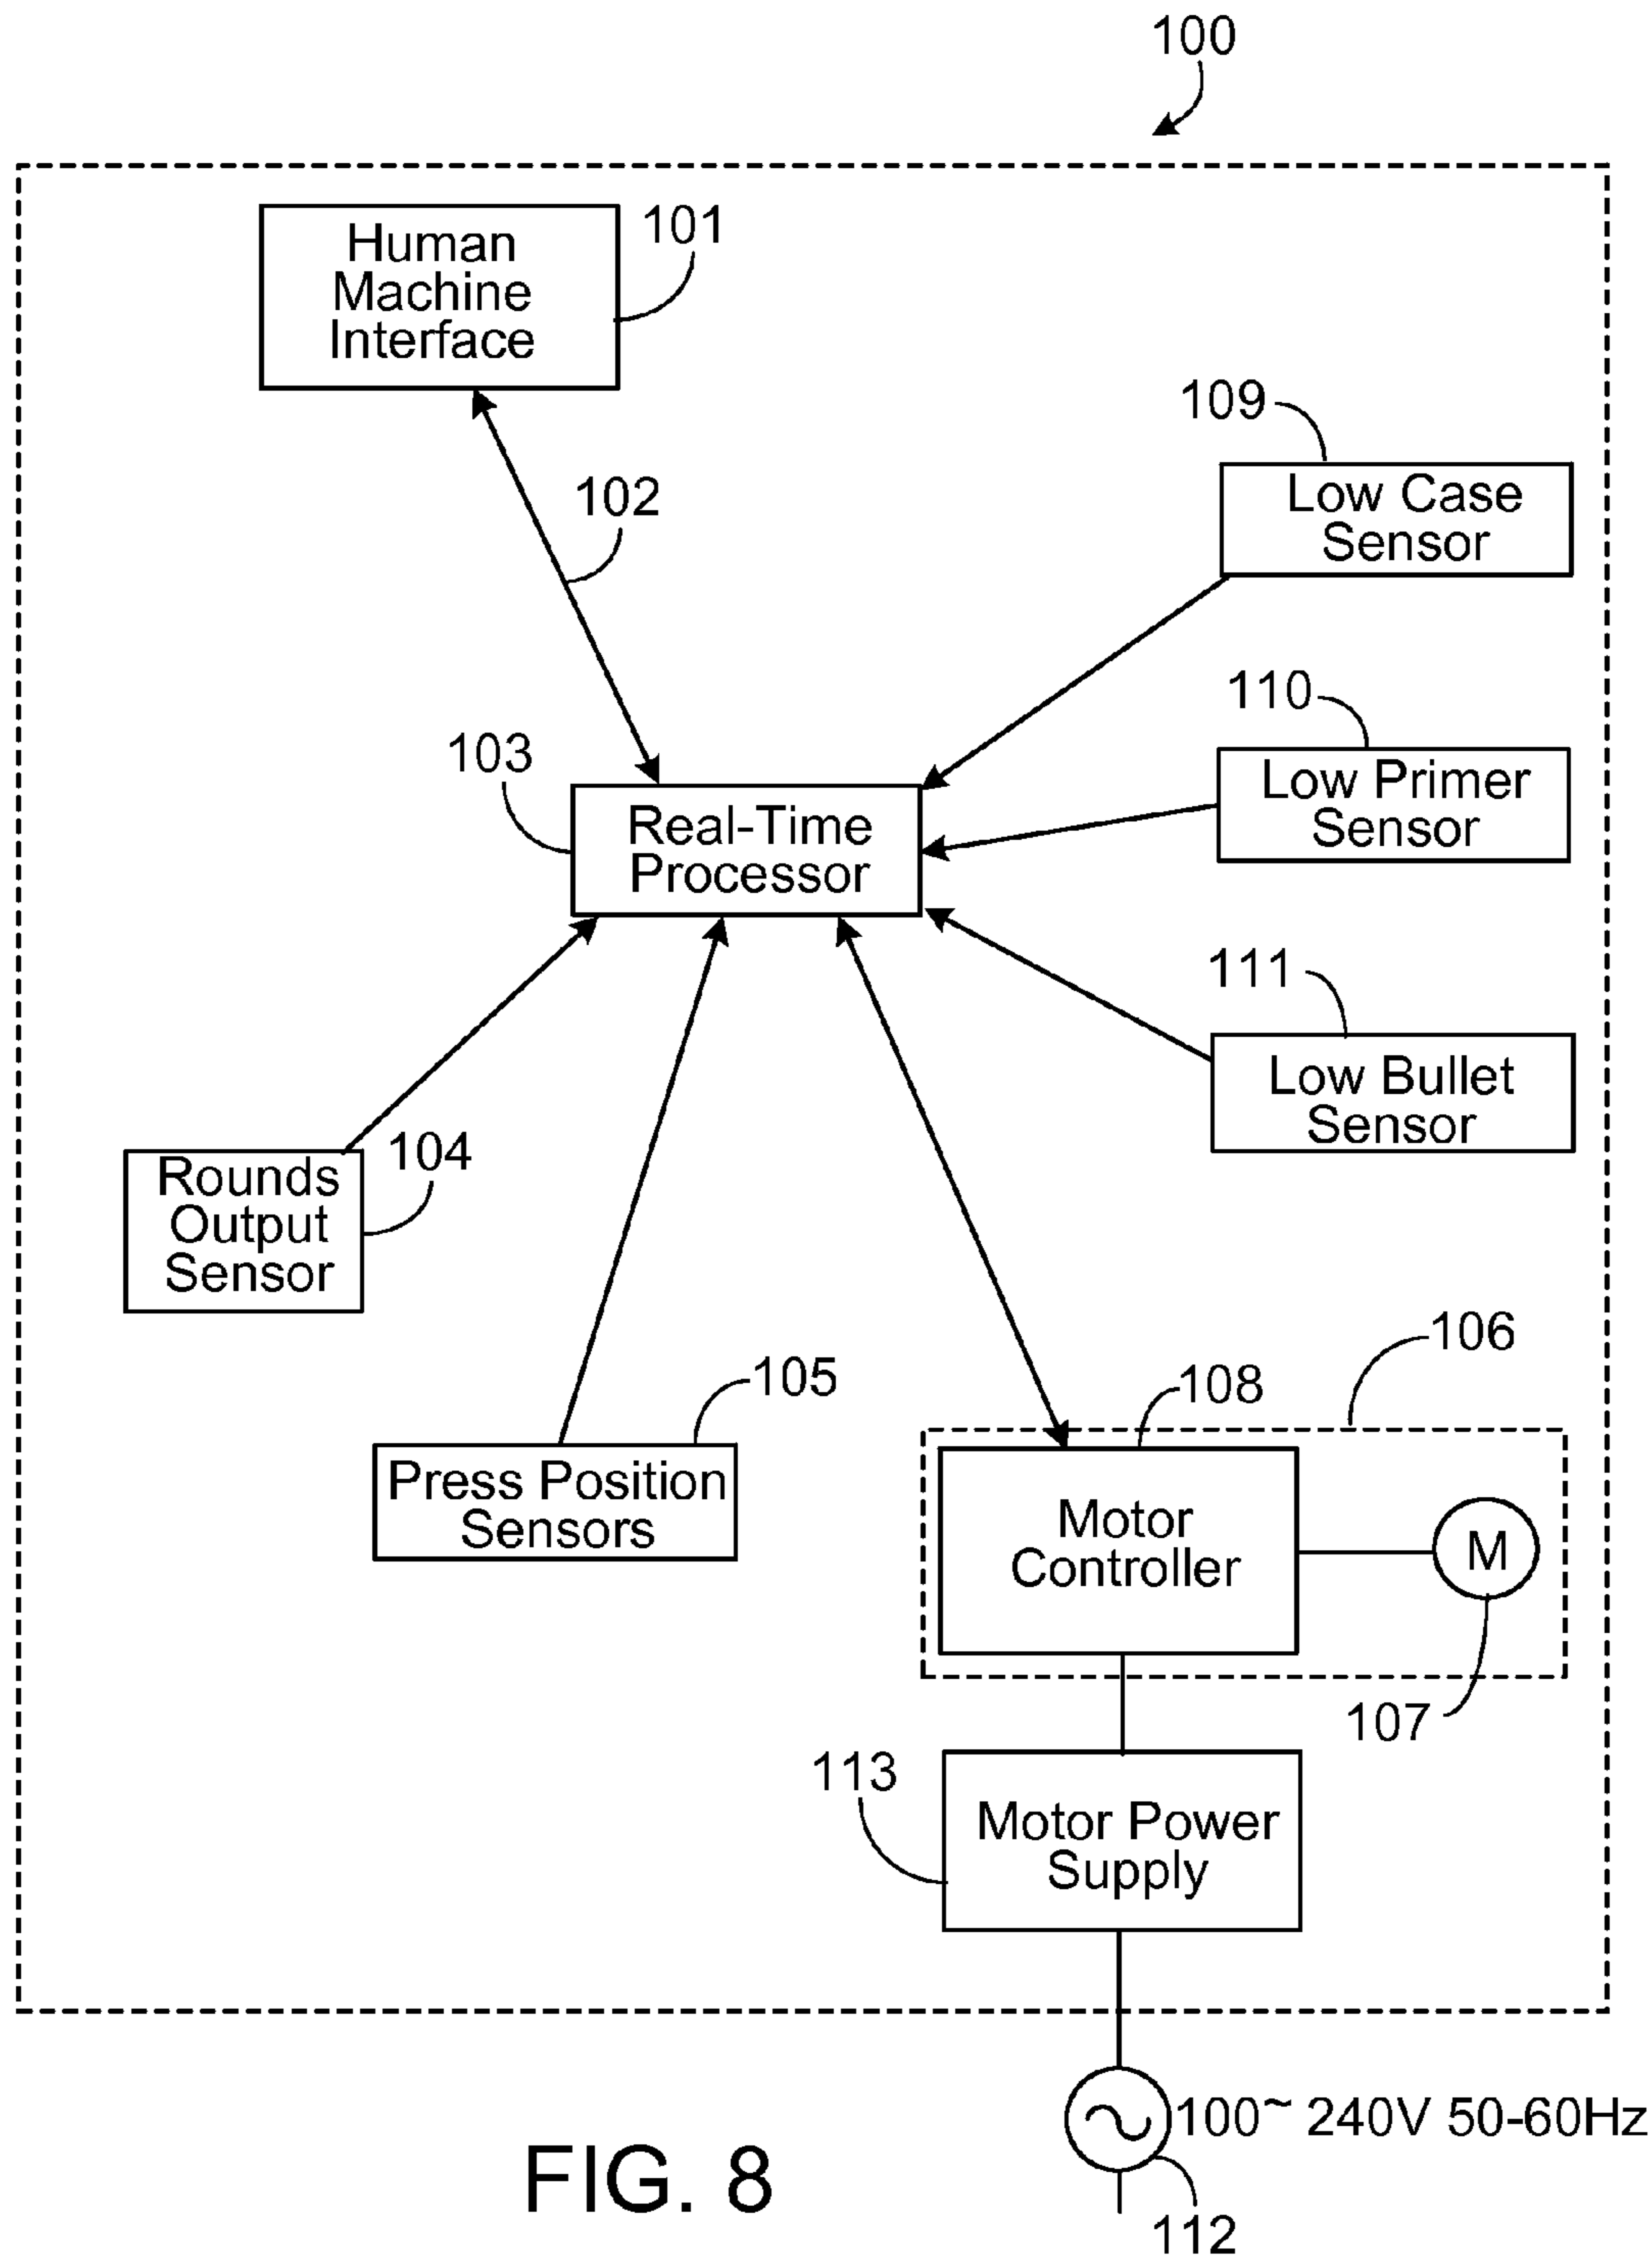 100
Human
Machine
Interface
101
102
109
Low Case
Sensor
103
Real-Time
Processor
110
Low Primer
Sensor
111
Low Bullet
Sensor
Rounds
Output
Sensor
104
105
Press Position
Sensors
106
108
Motor
Controller
M
107
113
Motor Power
Supply
100~ 240V 50-60Hz
112
FIG. 8